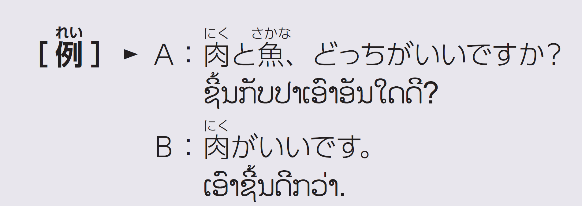 れい
[例] ► A：肉と魚、どっちがいいですか？
にく さかな
ຊີ້ນກັບປາເອົາອັນໃດດີ?
にく
B：肉がいいです。
ເອົາຊີ້ນດີກວ່າ.